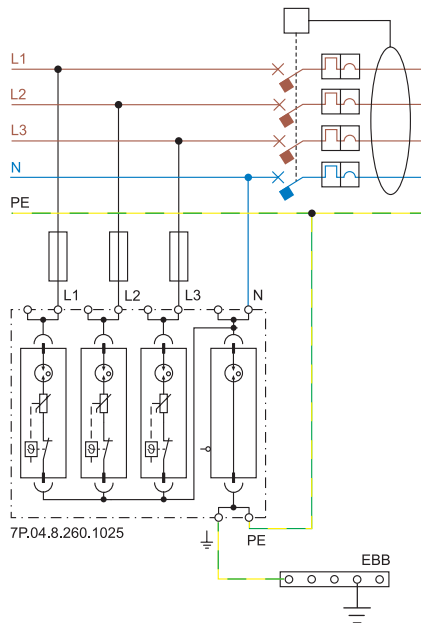 L1
L2
L3
N
PE
L1 L2 L3 N
ϑ ϑ ϑ
7P.04.8.260.1025
PE
EBB